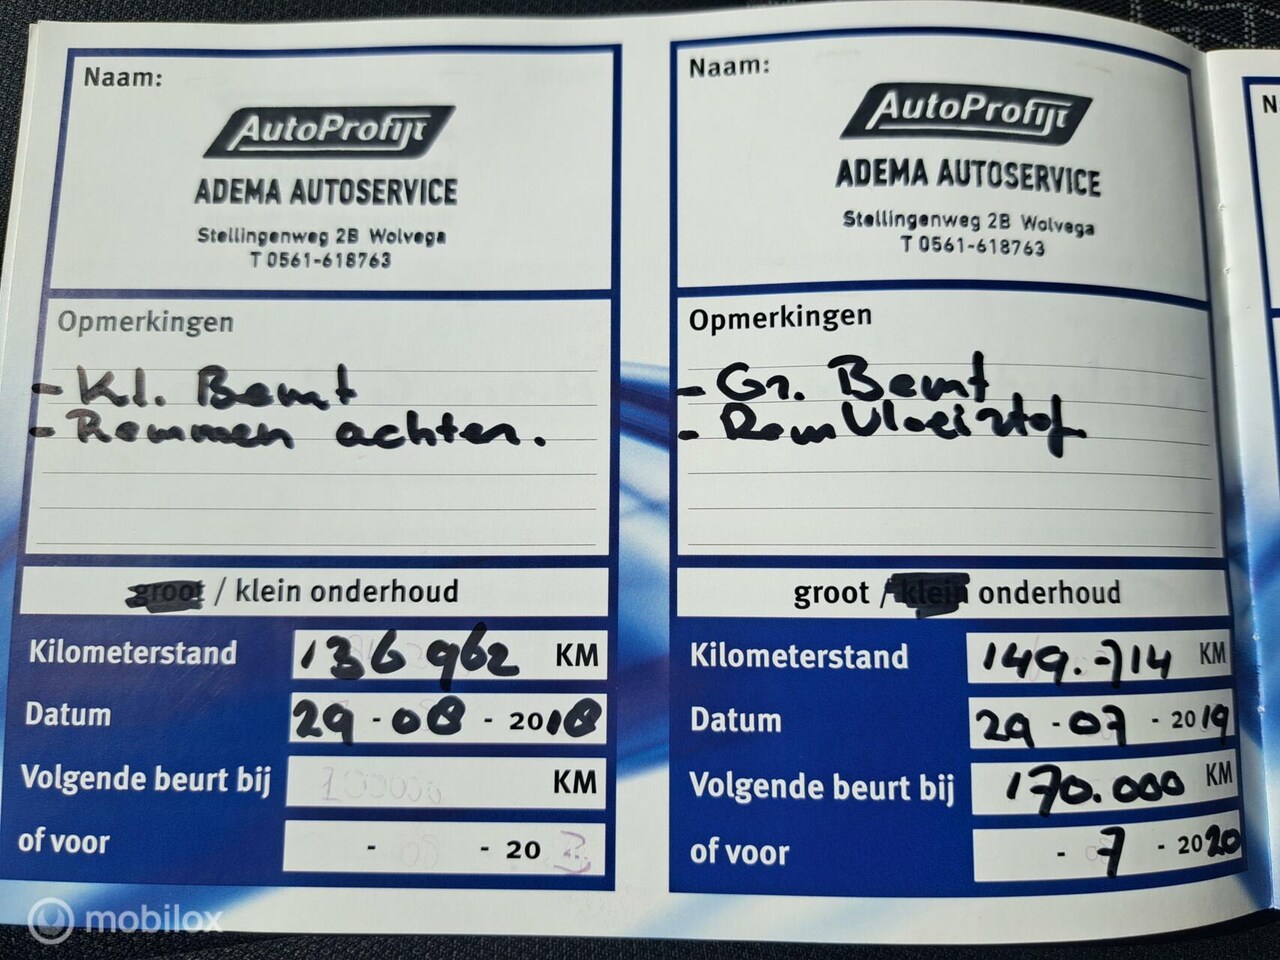 Naam:
AutoProfijt
ADEMA AUTOSERVICE
Stellingenweg 2B Wolvega
T 0561-618763
Opmerkingen
- Kl. Beurt
- Remmen achter.
groot / klein onderhoud
Kilometerstand 136962 KM
Datum 29 - 08 - 2018
Volgende beurt bij KM
of voor - - 20
Naam:
AutoProfijt
ADEMA AUTOSERVICE
Stellingenweg 2B Wolvega
T 0561-618763
Opmerkingen
- Gr. Beurt
- RemVloeistof
groot / klein onderhoud
Kilometerstand 149.714 KM
Datum 29 - 07 - 2019
Volgende beurt bij 170.000 KM
of voor - 7 - 2020
N
mobilox